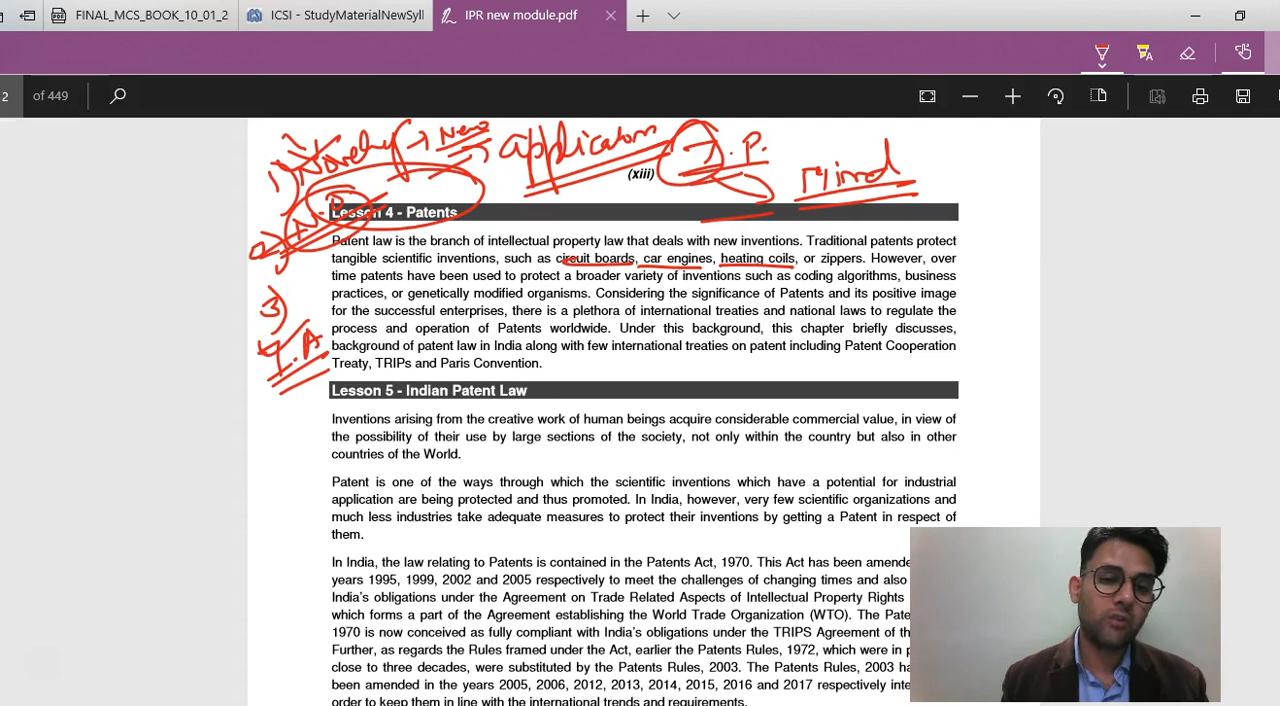 FINAL_MCS_BOOK_10_01_2
ICSI - StudyMaterialNewSyll
IPR new module.pdf
2 of 449
1) Novelty → New
application
I.P.
Mind
(xiii)
2)
Lesson 4 - Patents
Patent law is the branch of intellectual property law that deals with new inventions. Traditional patents protect
tangible scientific inventions, such as circuit boards, car engines, heating coils, or zippers. However, over
time patents have been used to protect a broader variety of inventions such as coding algorithms, business
practices, or genetically modified organisms. Considering the significance of Patents and its positive image
3)
for the successful enterprises, there is a plethora of international treaties and national laws to regulate the
process and operation of Patents worldwide. Under this background, this chapter briefly discusses,
I.A
background of patent law in India along with few international treaties on patent including Patent Cooperation
Treaty, TRIPs and Paris Convention.
Lesson 5 - Indian Patent Law
Inventions arising from the creative work of human beings acquire considerable commercial value, in view of
the possibility of their use by large sections of the society, not only within the country but also in other
countries of the World.
Patent is one of the ways through which the scientific inventions which have a potential for industrial
application are being protected and thus promoted. In India, however, very few scientific organizations and
much less industries take adequate measures to protect their inventions by getting a Patent in respect of
them.
In India, the law relating to Patents is contained in the Patents Act, 1970. This Act has been amende
years 1995, 1999, 2002 and 2005 respectively to meet the challenges of changing times and also
India's obligations under the Agreement on Trade Related Aspects of Intellectual Property Rights
which forms a part of the Agreement establishing the World Trade Organization (WTO). The Pate
1970 is now conceived as fully compliant with India's obligations under the TRIPS Agreement of th
Further, as regards the Rules framed under the Act, earlier the Patents Rules, 1972, which were in p
close to three decades, were substituted by the Patents Rules, 2003. The Patents Rules, 2003 ha
been amended in the years 2005, 2006, 2012, 2013, 2014, 2015, 2016 and 2017 respectively inte
order to keep them in line with the international trends and requirements.